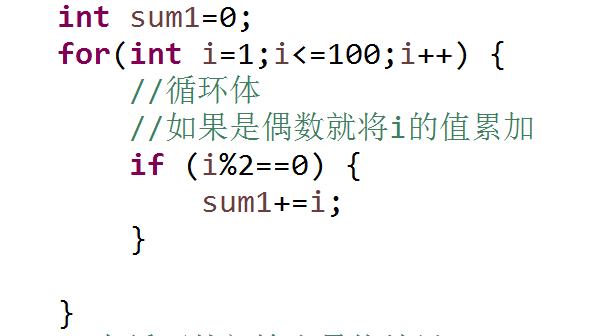 int sum1=0;
for(int i=1;i<=100;i++) {
//循环体
//如果是偶数就将i的值累加
if (i%2==0) {
sum1+=i;
}
}